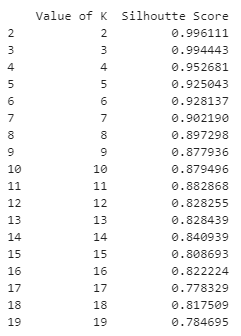 Value of K Silhoutte Score
2 2 0.996111
3 3 0.994443
4 4 0.952681
5 5 0.925043
6 6 0.928137
7 7 0.902190
8 8 0.897298
9 9 0.877936
10 10 0.879496
11 11 0.882868
12 12 0.828255
13 13 0.828439
14 14 0.840939
15 15 0.808693
16 16 0.822224
17 17 0.778329
18 18 0.817509
19 19 0.784695